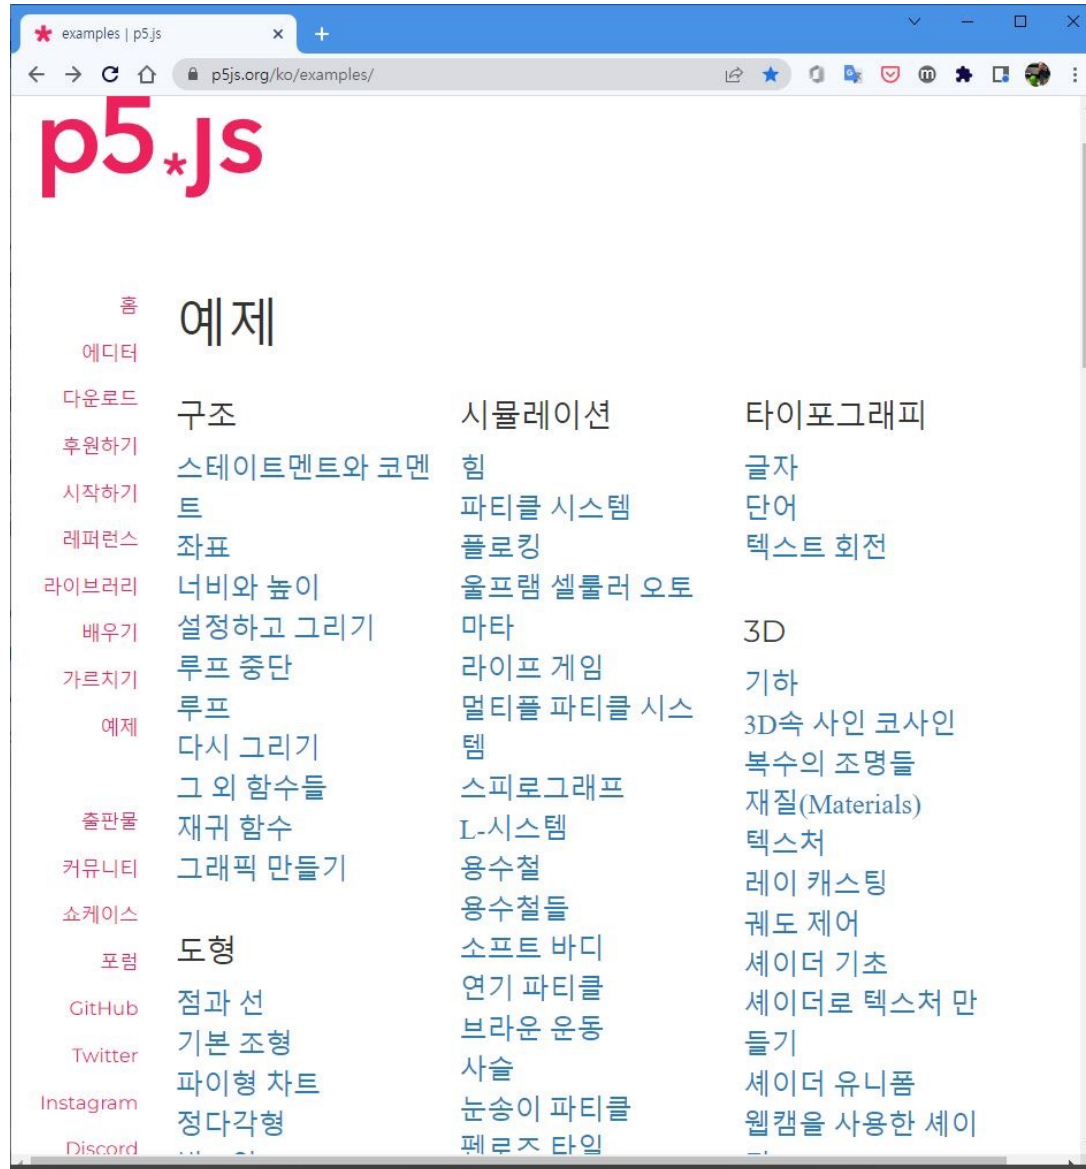 examples | p5.js
p5js.org/ko/examples/
p5.js
홈
에디터
다운로드
후원하기
시작하기
레퍼런스
라이브러리
배우기
가르치기
예제
출판물
커뮤니티
쇼케이스
포럼
GitHub
Twitter
Instagram
Discord
예제
구조
스테이트멘트와 코멘
트
좌표
너비와 높이
설정하고 그리기
루프 중단
루프
다시 그리기
그 외 함수들
재귀 함수
그래픽 만들기
도형
점과 선
기본 조형
파이형 차트
정다각형
시뮬레이션
힘
파티클 시스템
플로킹
울프램 셀룰러 오토
마타
라이프 게임
멀티플 파티클 시스
템
스피로그래프
L-시스템
용수철
용수철들
소프트 바디
연기 파티클
브라운 운동
사슬
눈송이 파티클
펜로즈 타일
타이포그래피
글자
단어
텍스트 회전
3D
기하
3D속 사인 코사인
복수의 조명들
재질(Materials)
텍스처
레이 캐스팅
궤도 제어
셰이더 기초
셰이더로 텍스처 만
들기
셰이더 유니폼
웹캠을 사용한 셰이